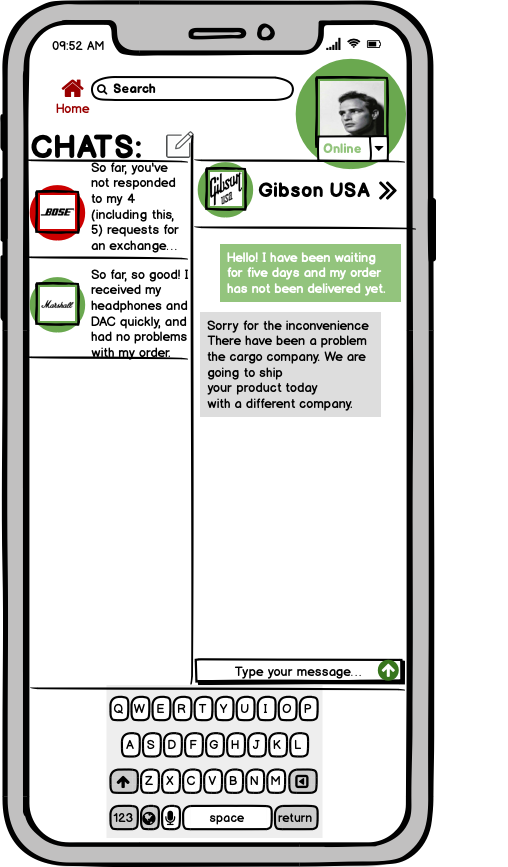 09:52 AM
Search
Home
Online
CHATS:
So far, you've
not responded
to my 4
(including this,
5) requests for
an exchange...
BOSE
So far, so good! I
received my
headphones and
DAC quickly, and
had no problems
with my order.
Marshall
Gibson
USA
Gibson USA
Hello! I have been waiting
for five days and my order
has not been delivered yet.
Sorry for the inconvenience
There have been a problem
the cargo company. We are
going to ship
your product today
with a different company.
Type your message...
Q W E R T Y U I O P
A S D F G H J K L
Z X C V B N M
123 space return